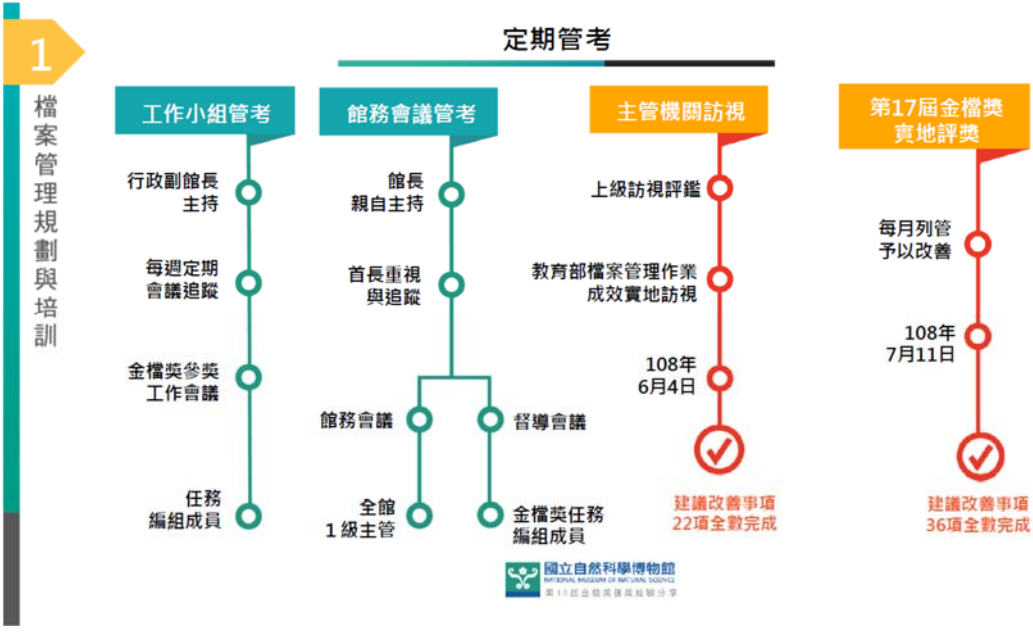 1
檔案管理規劃與培訓
定期管考
工作小組管考
行政副館長
主持
每週定期
會議追蹤
金檔獎參獎
工作會議
任務
編組成員
館務會議管考
館長
親自主持
首長重視
與追蹤
館務會議
全館
1級主管
督導會議
金檔獎任務
編組成員
主管機關訪視
上級訪視評鑑
教育部檔案管理作業
成效實地訪視
108年
6月4日
建議改善事項
22項全數完成
第17屆金檔獎
實地評獎
每月列管
予以改善
108年
7月11日
建議改善事項
36項全數完成
國立自然科學博物館
NATIONAL MUSEUM OF NATURAL SCIENCE